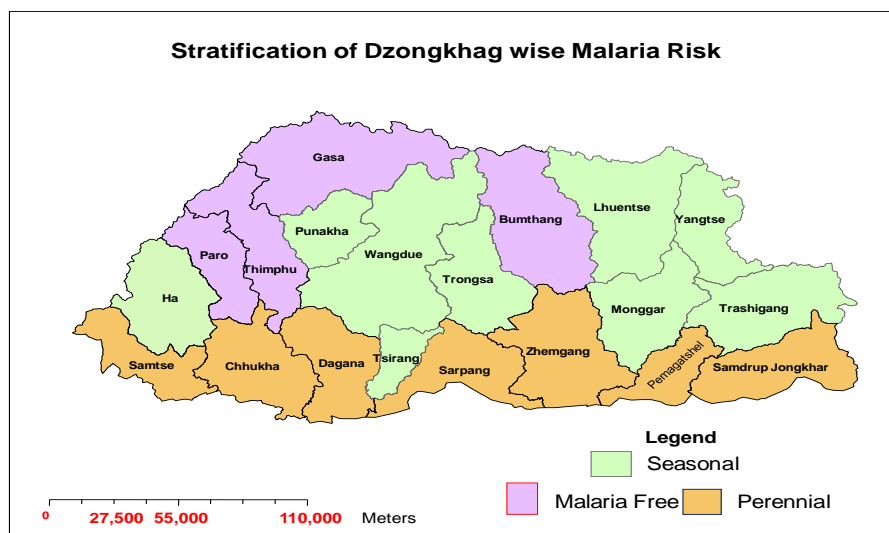 Stratification of Dzongkhag wise Malaria Risk
Gasa
Punakha
Wangdue
Bumthang
Lhuentse
Yangtse
Paro
Thimphu
Trongsa
Ha
Monggar
Trashigang
Samtse
Chhukha
Dagana
Tsirang
Sarpang
Zhemgang
Pemagatshel
Samdrup Jongkhar
Legend
Seasonal
Malaria Free
Perennial
0 27,500 55,000 110,000 Meters